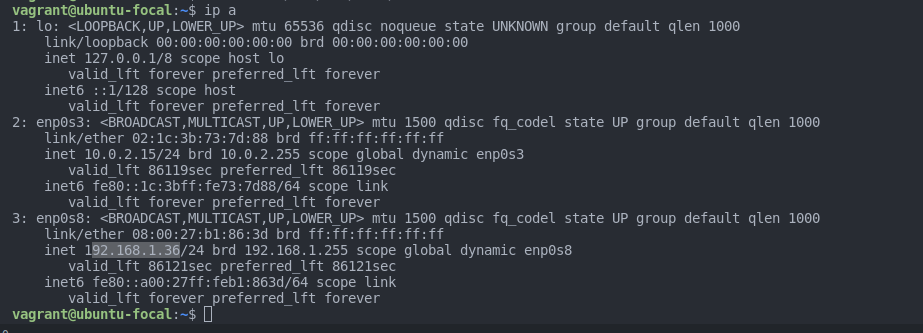 vagrant@ubuntu-focal:~$ ip a
1: lo: <LOOPBACK,UP,LOWER_UP> mtu 65536 qdisc noqueue state UNKNOWN group default qlen 1000
    link/loopback 00:00:00:00:00:00 brd 00:00:00:00:00:00
    inet 127.0.0.1/8 scope host lo
       valid_lft forever preferred_lft forever
    inet6 ::1/128 scope host
       valid_lft forever preferred_lft forever
2: enp0s3: <BROADCAST,MULTICAST,UP,LOWER_UP> mtu 1500 qdisc fq_codel state UP group default qlen 1000
    link/ether 02:1c:3b:73:7d:88 brd ff:ff:ff:ff:ff:ff
    inet 10.0.2.15/24 brd 10.0.2.255 scope global dynamic enp0s3
       valid_lft 86119sec preferred_lft 86119sec
    inet6 fe80::1c:3bff:fe73:7d88/64 scope link
       valid_lft forever preferred_lft forever
3: enp0s8: <BROADCAST,MULTICAST,UP,LOWER_UP> mtu 1500 qdisc fq_codel state UP group default qlen 1000
    link/ether 08:00:27:b1:86:3d brd ff:ff:ff:ff:ff:ff
    inet 192.168.1.36/24 brd 192.168.1.255 scope global dynamic enp0s8
       valid_lft 86121sec preferred_lft 86121sec
    inet6 fe80::a00:27ff:feb1:863d/64 scope link
       valid_lft forever preferred_lft forever
vagrant@ubuntu-focal:~$